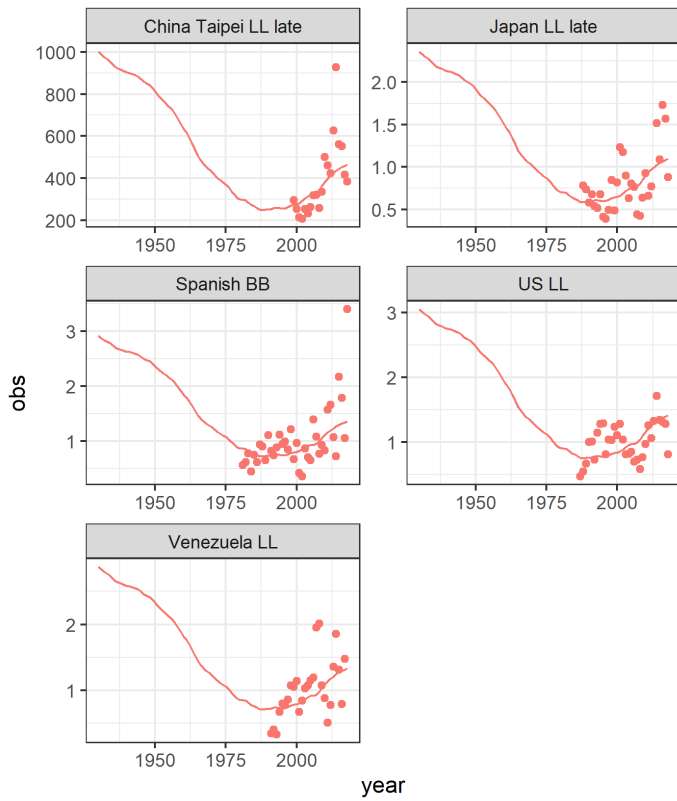 China Taipei LL late
Japan LL late
1000
800
600
400
200
2.0
1.5
1.0
0.5
1950 1975 2000
1950 1975 2000
Spanish BB
US LL
3
2
1
3
2
1
1950 1975 2000
1950 1975 2000
Venezuela LL
2
1
1950 1975 2000
obs
year